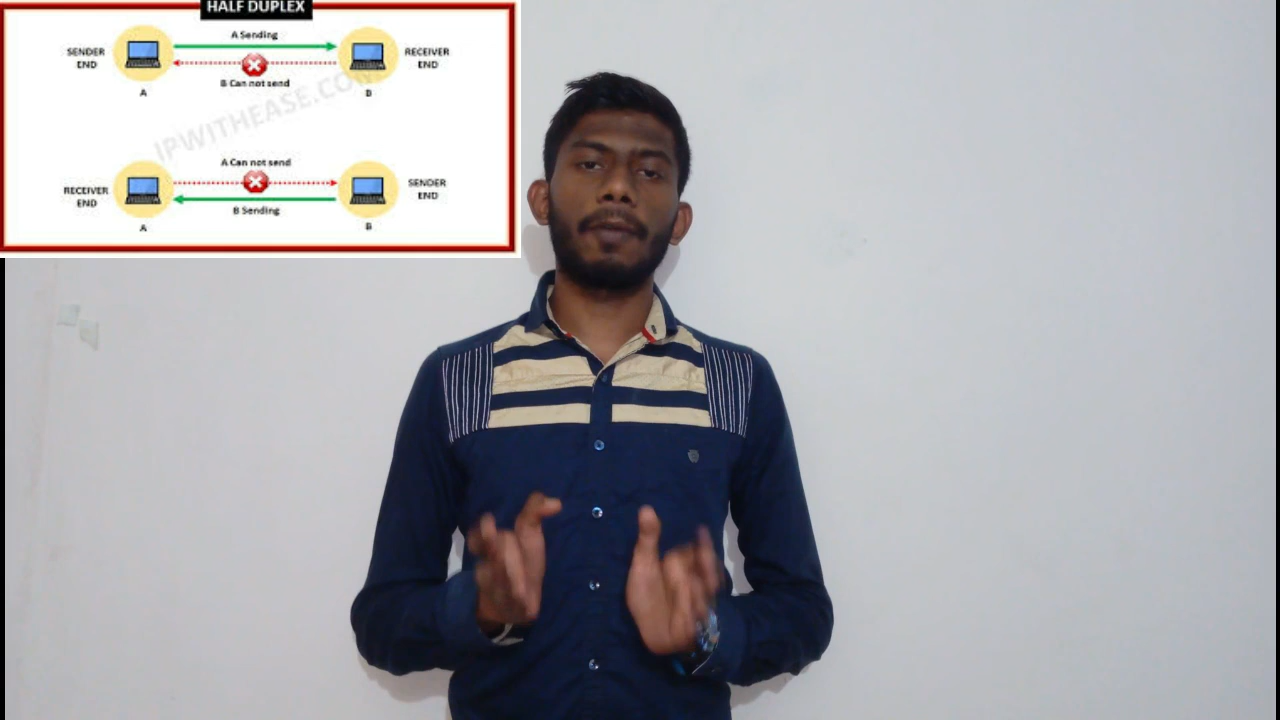 HALF DUPLEX
A Sending
SENDER
END
RECEIVER
END
B Can not send
A
B
IPWITHEASE.COM
A Can not send
RECEIVER
END
SENDER
END
B Sending
A
B